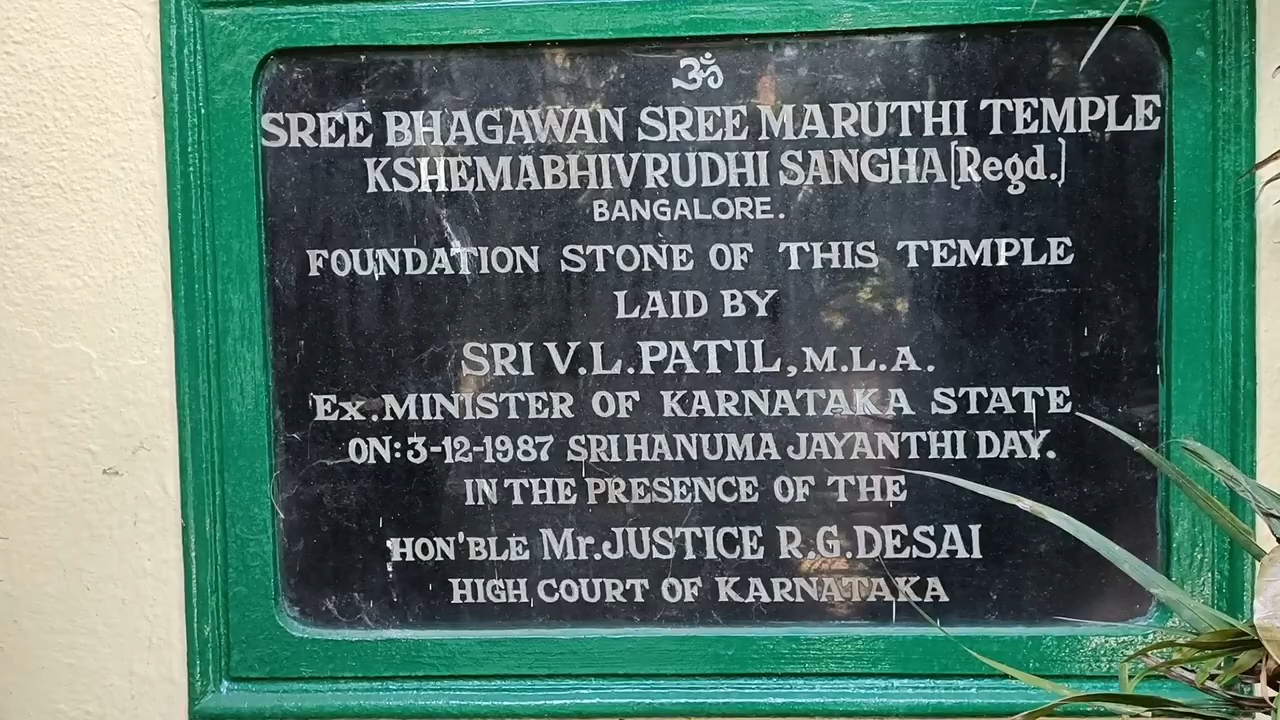 ॐ
SREE BHAGAWAN SREE MARUTHI TEMPLE
KSHEMABHIVRUDHI SANGHA [Regd.]
BANGALORE.
FOUNDATION STONE OF THIS TEMPLE
LAID BY
SRI V.L.PATIL, M.L.A.
Ex.MINISTER OF KARNATAKA STATE
ON: 3-12-1987 SRI HANUMA JAYANTHI DAY.
IN THE PRESENCE OF THE
HON'BLE Mr.JUSTICE R.G.DESAI
HIGH COURT OF KARNATAKA